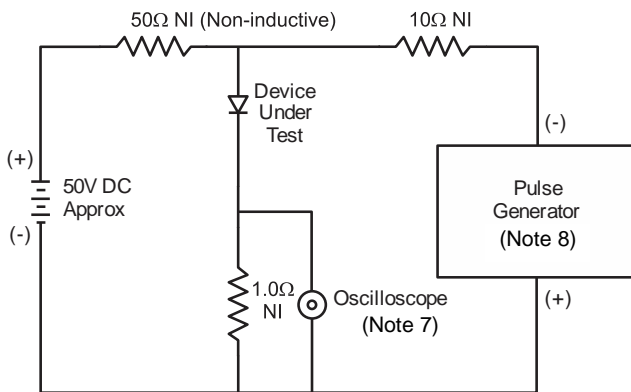 50Ω NI (Non-inductive)
10Ω NI
Device
Under
Test
(-)
(+)
50V DC
Approx
(-)
Pulse
Generator
(Note 8)
1.0Ω
NI
Oscilloscope
(Note 7)
(+)